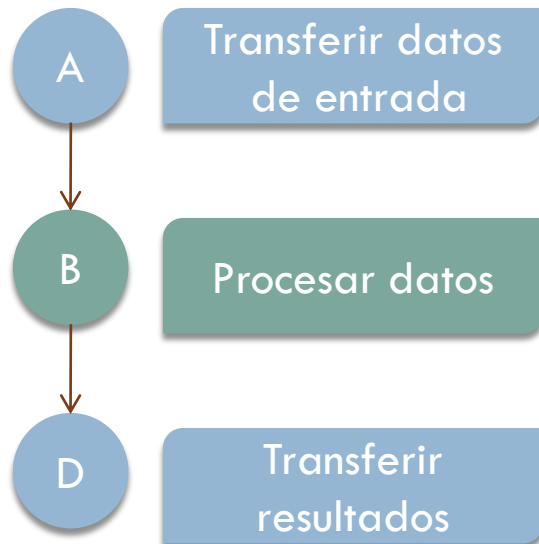 A
Transferir datos
de entrada
B
Procesar datos
D
Transferir
resultados